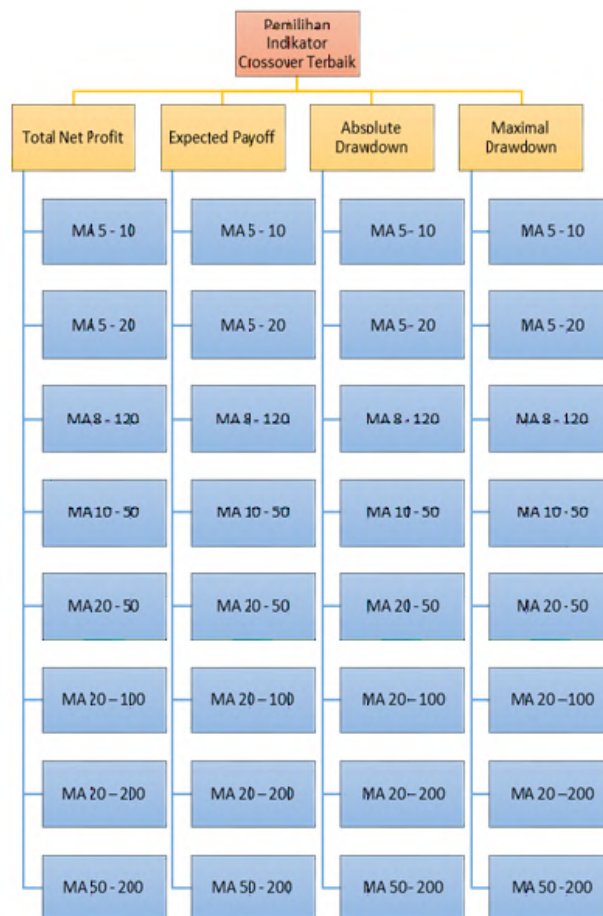 Pemilihan
Indikator
Crossover Terbaik
Total Net Profit
Expected Payoff
Absolute
Drawdown
Maximal
Drawdown
MA 5 - 10
MA 5 - 10
MA 5 - 10
MA 5 - 10
MA 5 - 20
MA 5 - 20
MA 5 - 20
MA 5 - 20
MA 8 - 120
MA 8 - 120
MA 8 - 120
MA 8 - 120
MA 10 - 50
MA 10 - 50
MA 10 - 50
MA 10 - 50
MA 20 - 50
MA 20 - 50
MA 20 - 50
MA 20 - 50
MA 20 – 100
MA 20 – 100
MA 20 – 100
MA 20 – 100
MA 20 – 200
MA 20 – 200
MA 20 – 200
MA 20 – 200
MA 50 - 200
MA 50 - 200
MA 50 - 200
MA 50 - 200